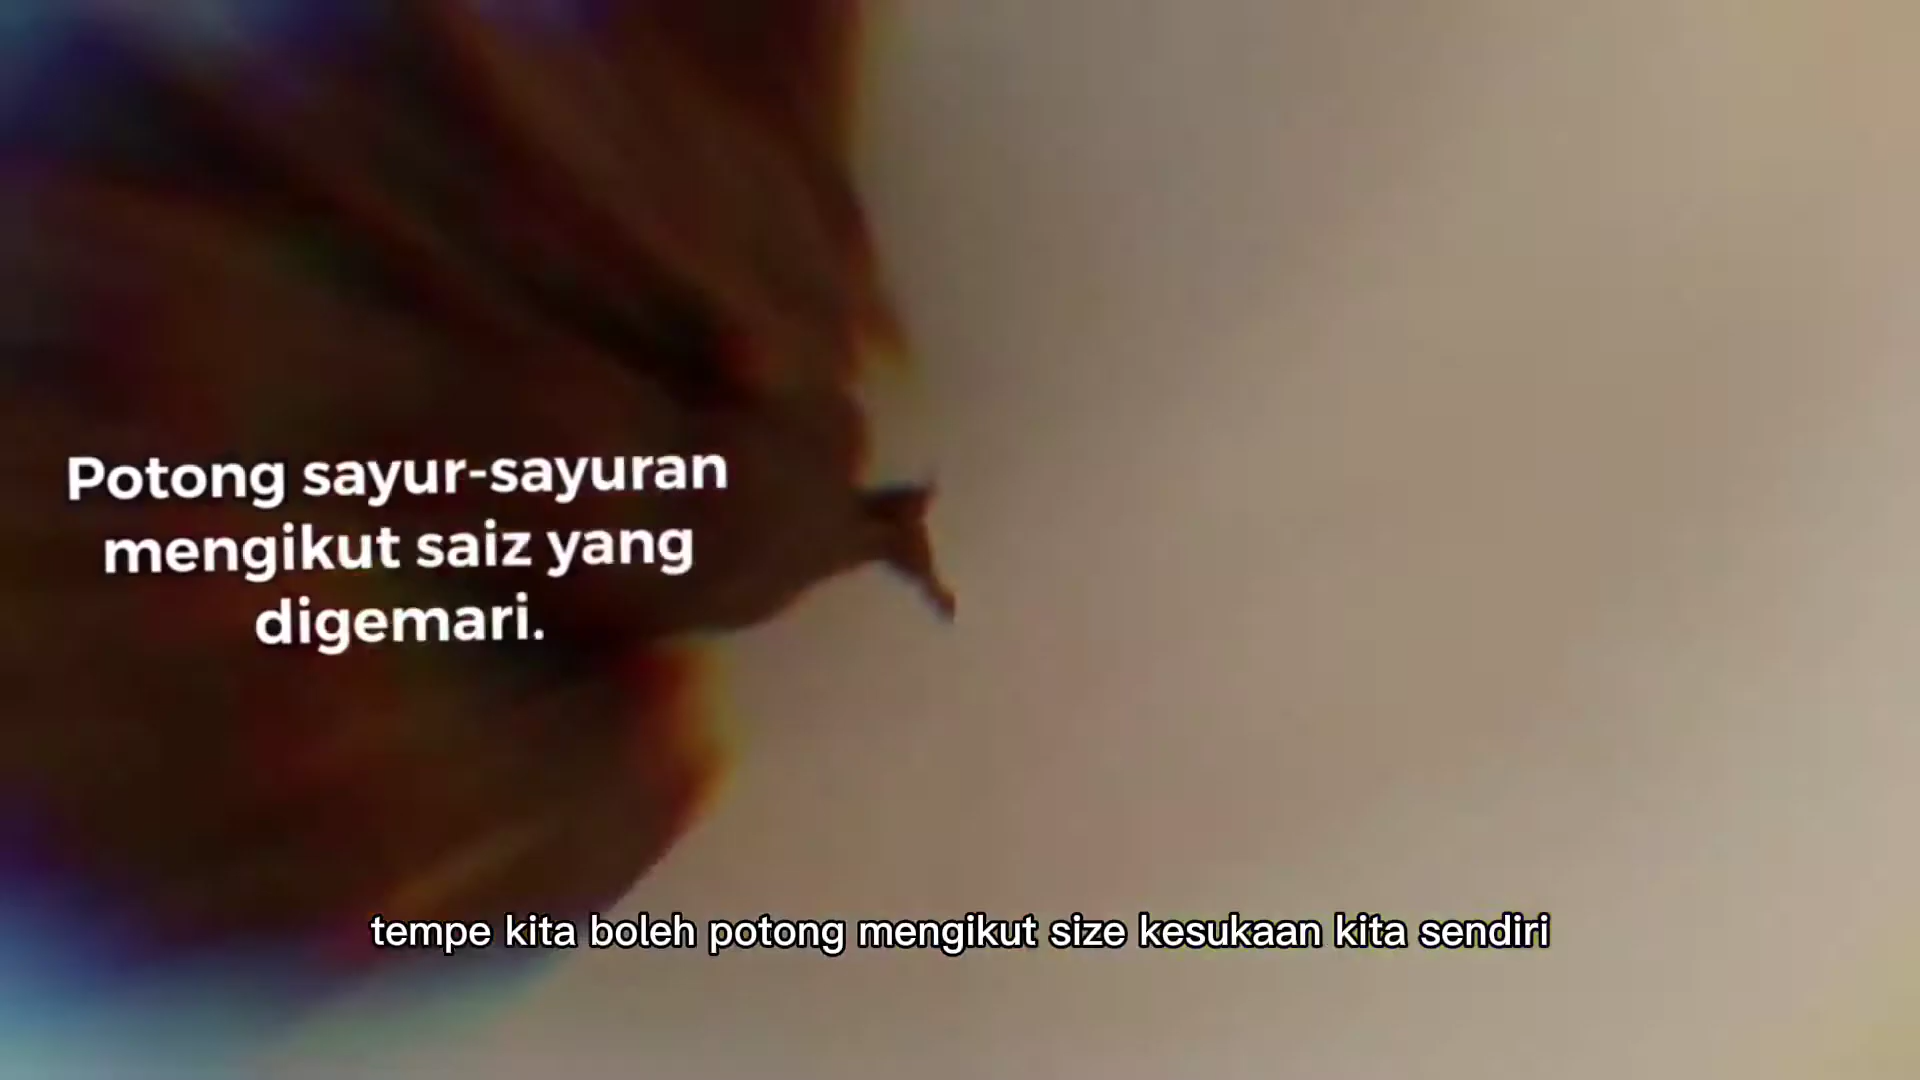 Potong sayur-sayuran
mengikut saiz yang
digemari.
tempe kita boleh potong mengikut size kesukaan kita sendiri